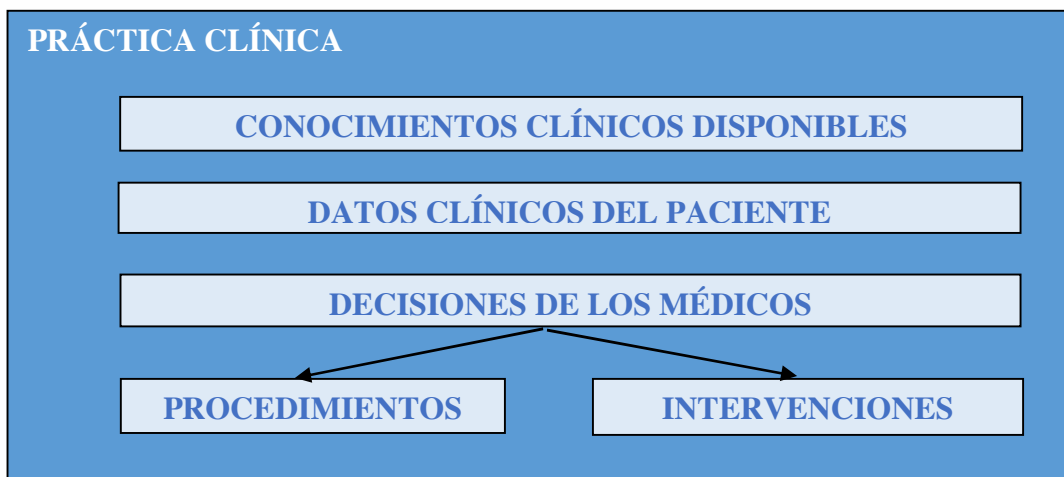 PRÁCTICA CLÍNICA
CONOCIMIENTOS CLÍNICOS DISPONIBLES
DATOS CLÍNICOS DEL PACIENTE
DECISIONES DE LOS MÉDICOS
PROCEDIMIENTOS
INTERVENCIONES